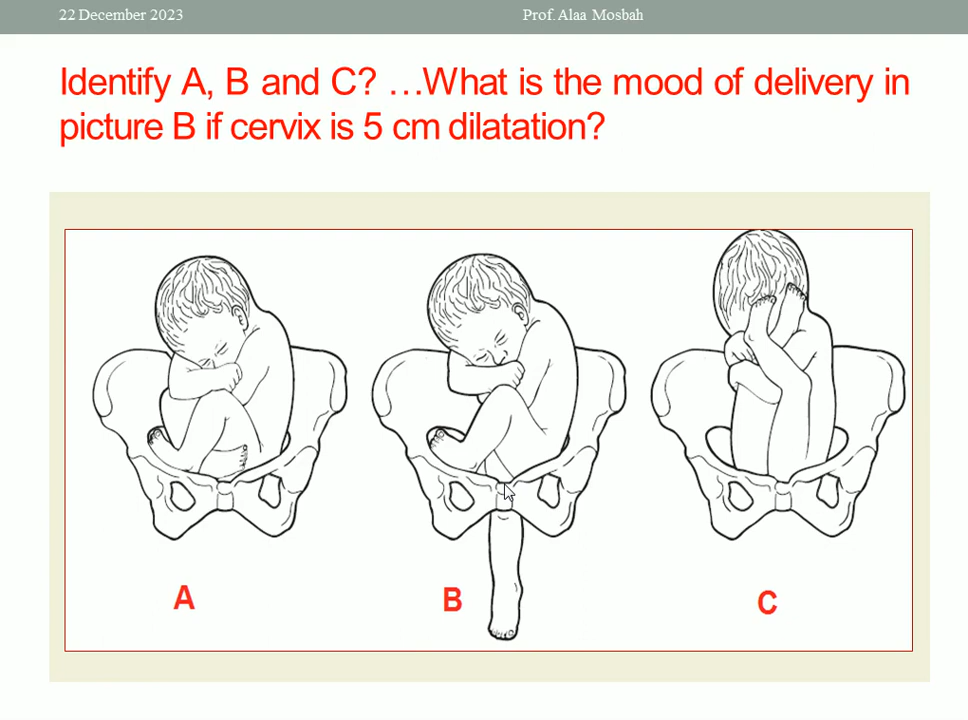 22 December 2023 Prof. Alaa Mosbah
Identify A, B and C? ...What is the mood of delivery in
picture B if cervix is 5 cm dilatation?
A B C